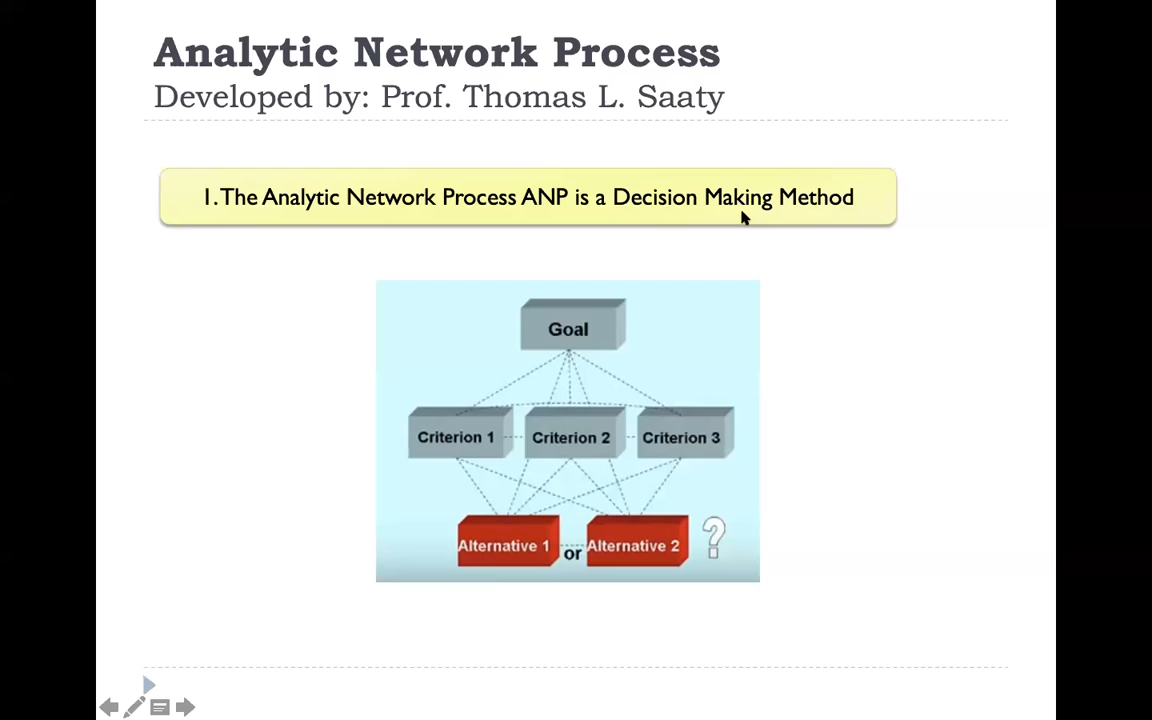 Analytic Network Process
Developed by: Prof. Thomas L. Saaty
1. The Analytic Network Process ANP is a Decision Making Method
Goal
Criterion 1 Criterion 2 Criterion 3
Alternative 1 or Alternative 2 ?